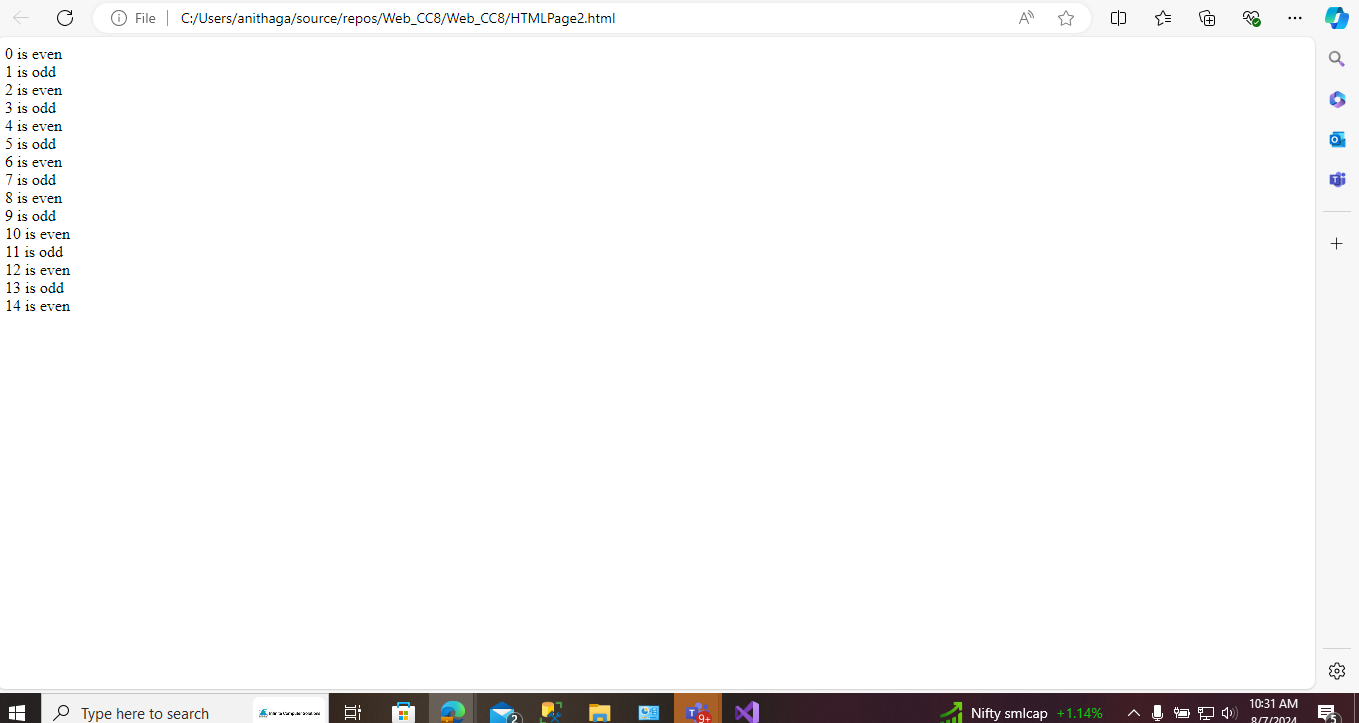 File
C:/Users/anithaga/source/repos/Web_CC8/Web_CC8/HTMLPage2.html
0 is even
1 is odd
2 is even
3 is odd
4 is even
5 is odd
6 is even
7 is odd
8 is even
9 is odd
10 is even
11 is odd
12 is even
13 is odd
14 is even
Type here to search
Infinite Computer Solutions
2
9+
Nifty smlcap +1.14%
10:31 AM
8/7/2024
5